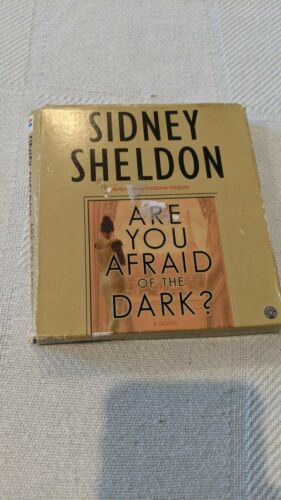 SIDNEY
SHELDON
MARSHA MASON
ARE
YOU
AFRAID
OF THE
DARK?
A NOVEL